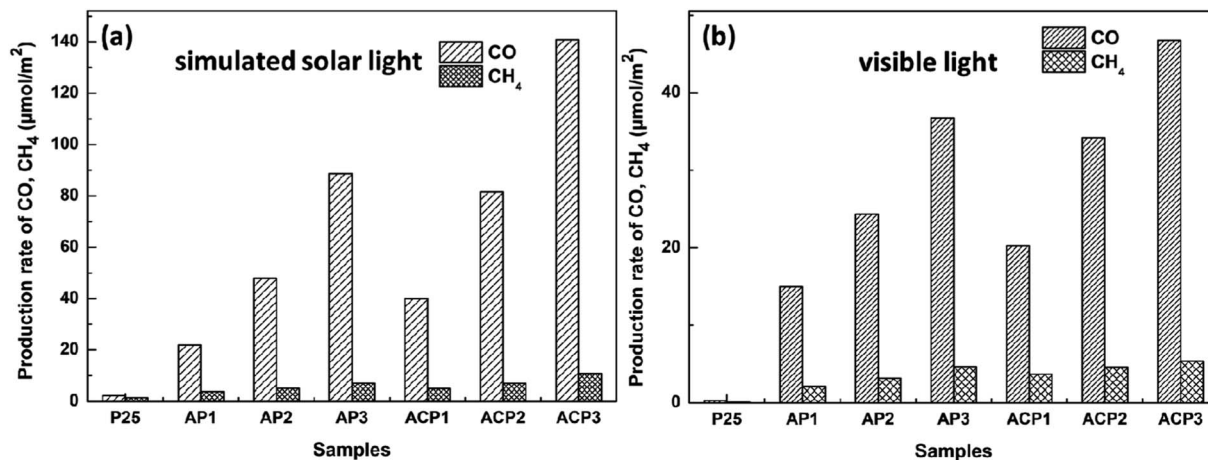 (a)
simulated solar light
CO
CH4
Production rate of CO, CH4 (μmol/m2)
140
120
100
80
60
40
20
0
P25 AP1 AP2 AP3 ACP1 ACP2 ACP3
Samples
(b)
visible light
CO
CH4
Production rate of CO, CH4 (μmol/m2)
40
20
0
P25 AP1 AP2 AP3 ACP1 ACP2 ACP3
Samples